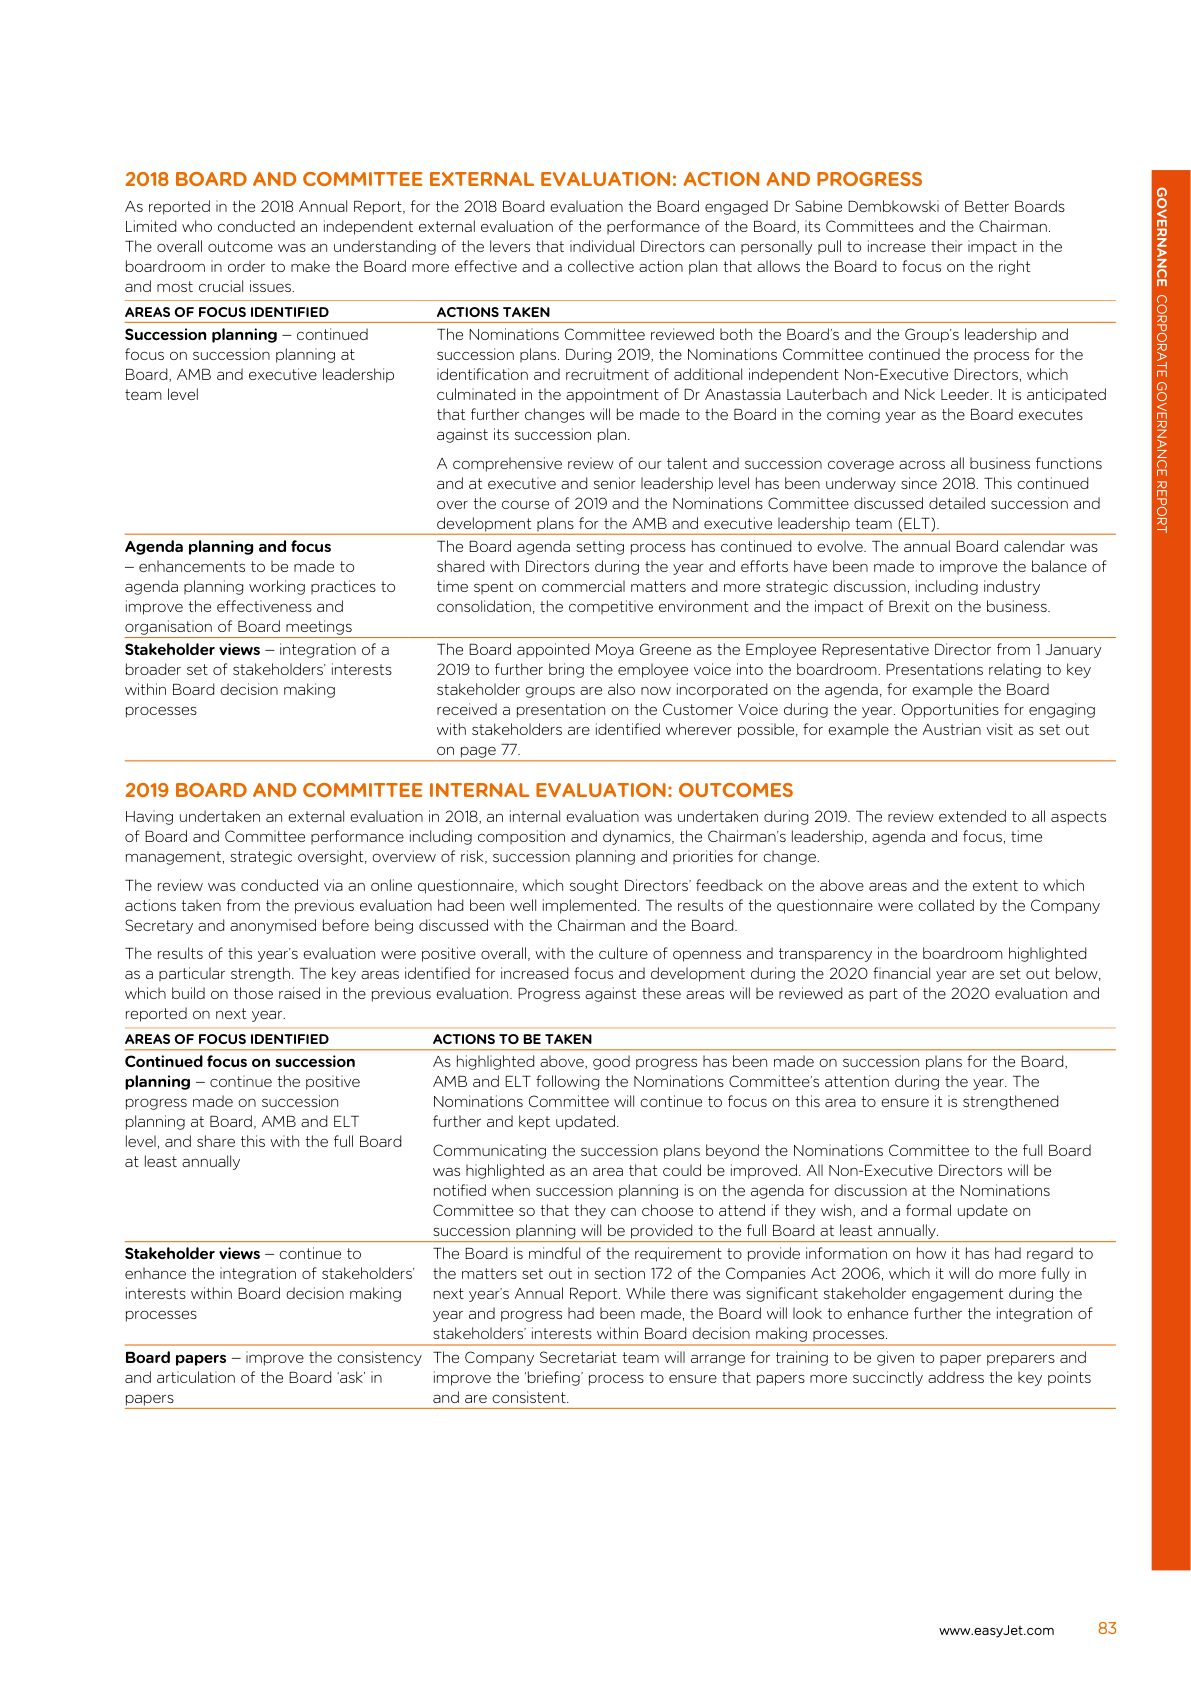 2018 BOARD AND COMMITTEE EXTERNAL EVALUATION: ACTION AND PROGRESS
As reported in the 2018 Annual Report, for the 2018 Board evaluation the Board engaged Dr Sabine Dembkowski of Better Boards
Limited who conducted an independent external evaluation of the performance of the Board, its Committees and the Chairman.
The overall outcome was an understanding of the levers that individual Directors can personally pull to increase their impact in the
boardroom in order to make the Board more effective and a collective action plan that allows the Board to focus on the right
and most crucial issues.
AREAS OF FOCUS IDENTIFIED
ACTIONS TAKEN
Succession planning – continued
focus on succession planning at
Board, AMB and executive leadership
team level
The Nominations Committee reviewed both the Board's and the Group's leadership and
succession plans. During 2019, the Nominations Committee continued the process for the
identification and recruitment of additional independent Non-Executive Directors, which
culminated in the appointment of Dr Anastassia Lauterbach and Nick Leeder. It is anticipated
that further changes will be made to the Board in the coming year as the Board executes
against its succession plan.
A comprehensive review of our talent and succession coverage across all business functions
and at executive and senior leadership level has been underway since 2018. This continued
over the course of 2019 and the Nominations Committee discussed detailed succession and
development plans for the AMB and executive leadership team (ELT).
Agenda planning and focus
– enhancements to be made to
agenda planning working practices to
improve the effectiveness and
organisation of Board meetings
The Board agenda setting process has continued to evolve. The annual Board calendar was
shared with Directors during the year and efforts have been made to improve the balance of
time spent on commercial matters and more strategic discussion, including industry
consolidation, the competitive environment and the impact of Brexit on the business.
Stakeholder views – integration of a
broader set of stakeholders' interests
within Board decision making
processes
The Board appointed Moya Greene as the Employee Representative Director from 1 January
2019 to further bring the employee voice into the boardroom. Presentations relating to key
stakeholder groups are also now incorporated on the agenda, for example the Board
received a presentation on the Customer Voice during the year. Opportunities for engaging
with stakeholders are identified wherever possible, for example the Austrian visit as set out
on page 77.
2019 BOARD AND COMMITTEE INTERNAL EVALUATION: OUTCOMES
Having undertaken an external evaluation in 2018, an internal evaluation was undertaken during 2019. The review extended to all aspects
of Board and Committee performance including composition and dynamics, the Chairman's leadership, agenda and focus, time
management, strategic oversight, overview of risk, succession planning and priorities for change.
The review was conducted via an online questionnaire, which sought Directors' feedback on the above areas and the extent to which
actions taken from the previous evaluation had been well implemented. The results of the questionnaire were collated by the Company
Secretary and anonymised before being discussed with the Chairman and the Board.
The results of this year's evaluation were positive overall, with the culture of openness and transparency in the boardroom highlighted
as a particular strength. The key areas identified for increased focus and development during the 2020 financial year are set out below,
which build on those raised in the previous evaluation. Progress against these areas will be reviewed as part of the 2020 evaluation and
reported on next year.
AREAS OF FOCUS IDENTIFIED
ACTIONS TO BE TAKEN
Continued focus on succession
planning – continue the positive
progress made on succession
planning at Board, AMB and ELT
level, and share this with the full Board
at least annually
As highlighted above, good progress has been made on succession plans for the Board,
AMB and ELT following the Nominations Committee's attention during the year. The
Nominations Committee will continue to focus on this area to ensure it is strengthened
further and kept updated.
Communicating the succession plans beyond the Nominations Committee to the full Board
was highlighted as an area that could be improved. All Non-Executive Directors will be
notified when succession planning is on the agenda for discussion at the Nominations
Committee so that they can choose to attend if they wish, and a formal update on
succession planning will be provided to the full Board at least annually.
Stakeholder views – continue to
enhance the integration of stakeholders'
interests within Board decision making
processes
The Board is mindful of the requirement to provide information on how it has had regard to
the matters set out in section 172 of the Companies Act 2006, which it will do more fully in
next year's Annual Report. While there was significant stakeholder engagement during the
year and progress had been made, the Board will look to enhance further the integration of
stakeholders' interests within Board decision making processes.
Board papers – improve the consistency
and articulation of the Board 'ask' in
papers
The Company Secretariat team will arrange for training to be given to paper preparers and
improve the 'briefing' process to ensure that papers more succinctly address the key points
and are consistent.
GOVERNANCE CORPORATE GOVERNANCE REPORT
www.easyJet.com 83